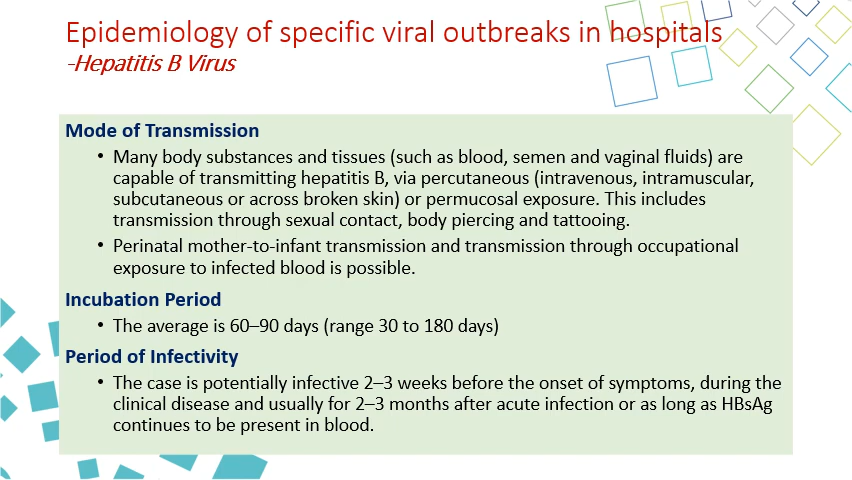 Epidemiology of specific viral outbreaks in hospitals
-Hepatitis B Virus
Mode of Transmission
• Many body substances and tissues (such as blood, semen and vaginal fluids) are
capable of transmitting hepatitis B, via percutaneous (intravenous, intramuscular,
subcutaneous or across broken skin) or permucosal exposure. This includes
transmission through sexual contact, body piercing and tattooing.
• Perinatal mother-to-infant transmission and transmission through occupational
exposure to infected blood is possible.
Incubation Period
• The average is 60–90 days (range 30 to 180 days)
Period of Infectivity
• The case is potentially infective 2–3 weeks before the onset of symptoms, during the
clinical disease and usually for 2–3 months after acute infection or as long as HBsAg
continues to be present in blood.